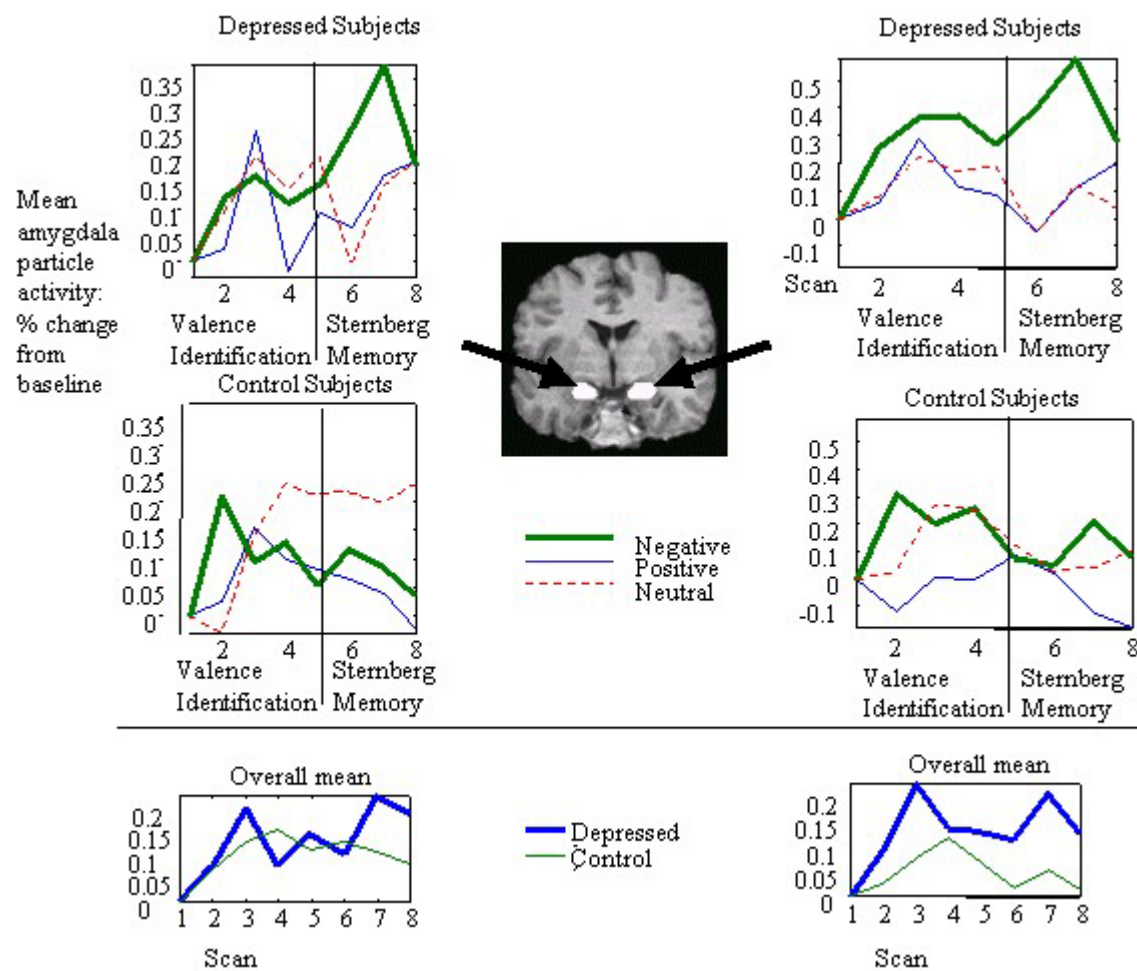 Depressed Subjects
0.35
0.3
0.25
0.2
0.15
0.1
0.05
0
2 4 6 8
Valence Sternberg
Identification Memory
Mean
amygdala
particle
activity:
% change
from
baseline
Depressed Subjects
0.5
0.4
0.3
0.2
0.1
0
-0.1
Scan 2 4 6 8
Valence Sternberg
Identification Memory
Control Subjects
0.35
0.3
0.25
0.2
0.15
0.1
0.05
0
2 4 6 8
Valence Sternberg
Identification Memory
Negative
Positive
Neutral
Control Subjects
0.5
0.4
0.3
0.2
0.1
0
-0.1
2 4 6 8
Valence Sternberg
Identification Memory
Overall mean
0.2
0.15
0.1
0.05
0
1 2 3 4 5 6 7 8
Scan
Depressed
Control
Overall mean
0.2
0.15
0.1
0.05
0
1 2 3 4 5 6 7 8
Scan